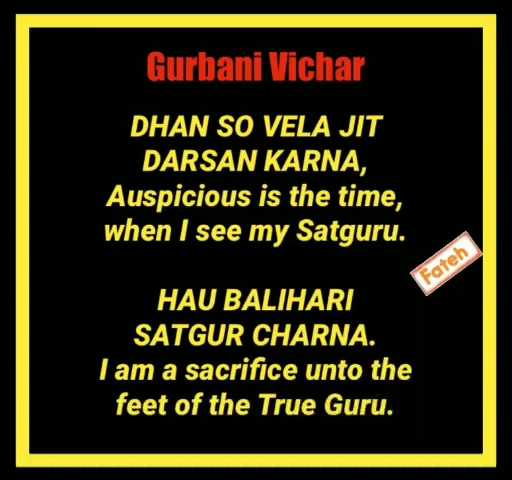 Gurbani Vichar
DHAN SO VELA JIT
DARSAN KARNA,
Auspicious is the time,
when I see my Satguru.
Fateh
HAU BALIHARI
SATGUR CHARNA.
I am a sacrifice unto the
feet of the True Guru.